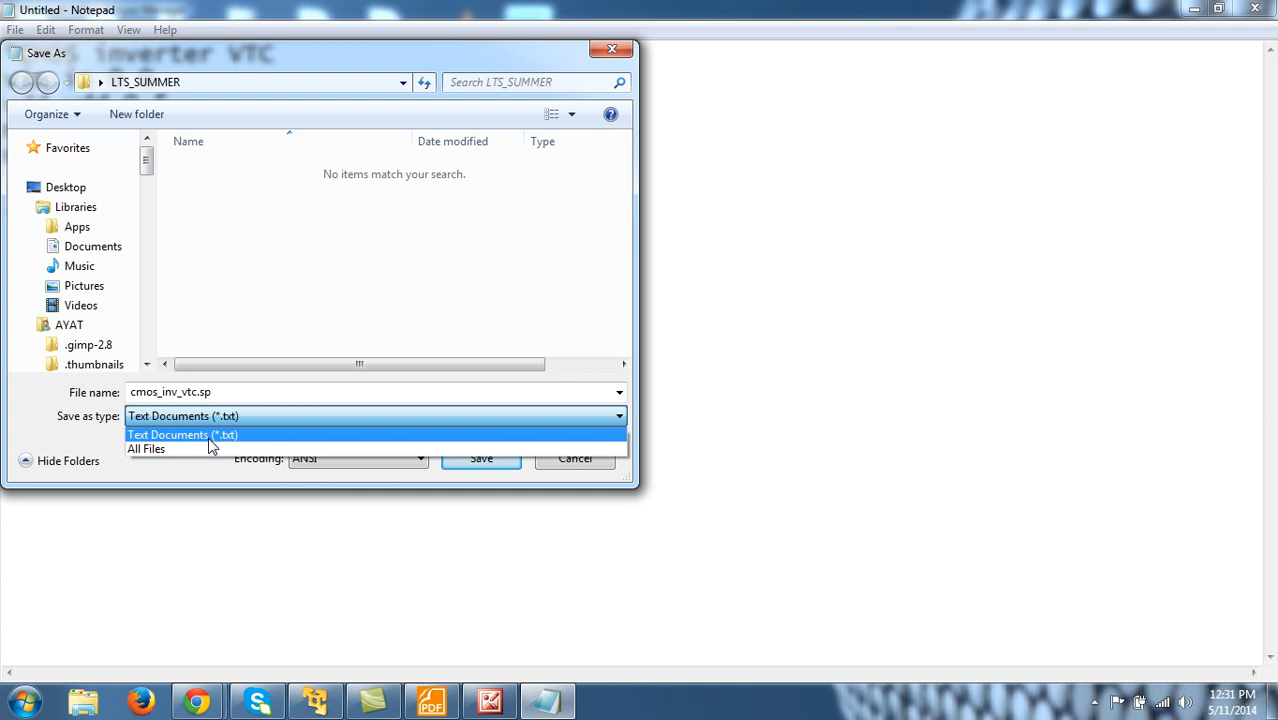 Untitled - Notepad
File Edit Format View Help
inverter VTC
Save As
LTS_SUMMER
Search LTS_SUMMER
Organize New folder
Name Date modified Type
No items match your search.
Favorites
Desktop
Libraries
Apps
Documents
Music
Pictures
Videos
AYAT
.gimp-2.8
.thumbnails
File name: cmos_inv_vtc.sp
Save as type: Text Documents (*.txt)
Text Documents (*.txt)
All Files
Hide Folders
Encoding: ANSI
Save
Cancel
12:31 PM
5/11/2014